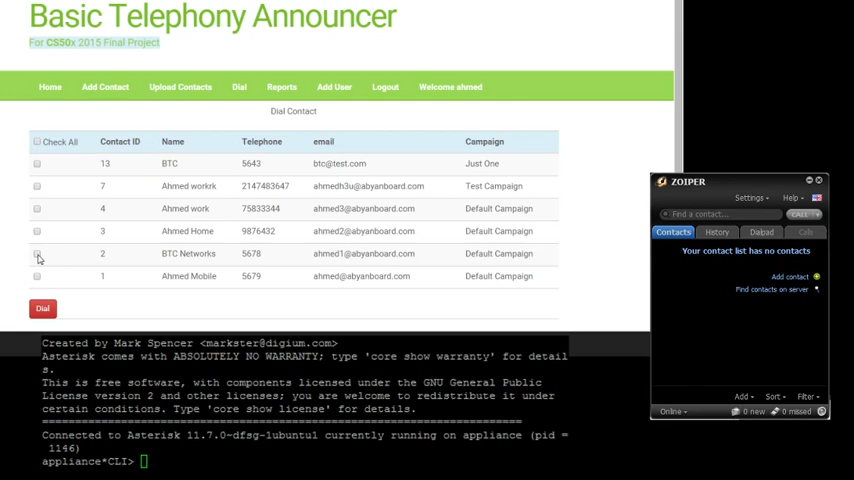 Basic Telephony Announcer
For CS50x 2015 Final Project
Home Add Contact Upload Contacts Dial Reports Add User Logout Welcome ahmed
Dial Contact
Check All Contact ID Name Telephone email Campaign
13 BTC 5643 btc@test.com Just One
7 Ahmed workrk 2147483647 ahmedh3u@abyanboard.com Test Campaign
4 Ahmed work 75833344 ahmed3@abyanboard.com Default Campaign
3 Ahmed Home 9876432 ahmed2@abyanboard.com Default Campaign
2 BTC Networks 5678 ahmed1@abyanboard.com Default Campaign
1 Ahmed Mobile 5679 ahmed@abyanboard.com Default Campaign
Dial
Created by Mark Spencer <markster@digium.com>
Asterisk comes with ABSOLUTELY NO WARRANTY; type 'core show warranty' for detail
s.
This is free software, with components licensed under the GNU General Public
License version 2 and other licenses; you are welcome to redistribute it under
certain conditions. Type 'core show license' for details.
=========================================================================
Connected to Asterisk 11.7.0~dfsg-1ubuntu1 currently running on appliance (pid =
1146)
appliance*CLI>
ZOIPER
Settings Help
Find a contact... CALL
Contacts History Dialpad Calls
Your contact list has no contacts
Add contact
Find contacts on server
Add Sort Filter
Online 0 new 0 missed